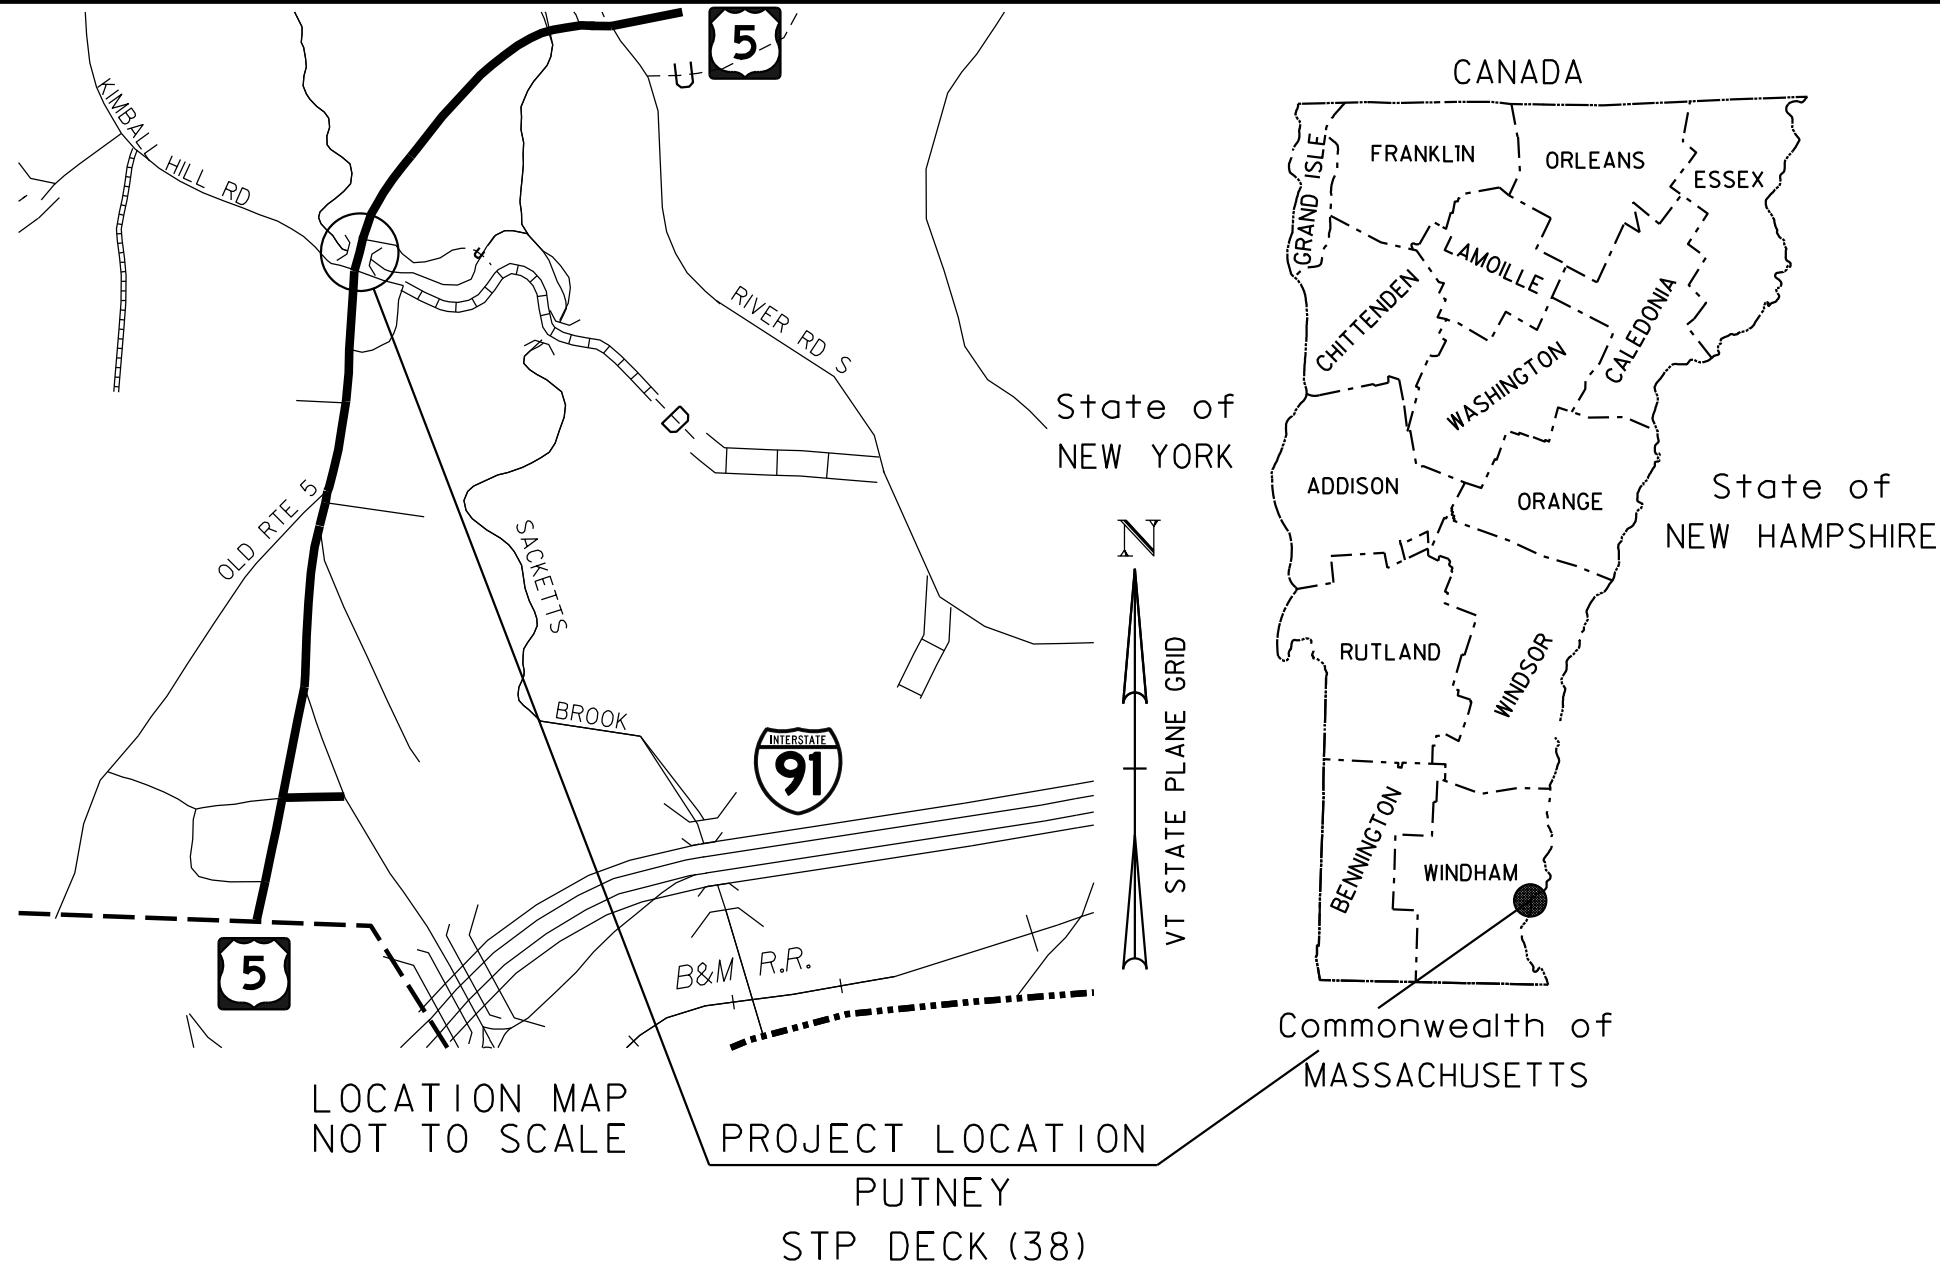 5
KIMBALL HILL RD
RIVER RD S
OLD RTE 5
SACKETTS
BROOK
INTERSTATE
91
5
B&M R.R.
LOCATION MAP
NOT TO SCALE
N
VT STATE PLANE GRID
CANADA
GRAND ISLE
FRANKLIN
ORLEANS
ESSEX
LAMOILLE
CHITTENDEN
CALEDONIA
WASHINGTON
State of
NEW YORK
ADDISON
ORANGE
State of
NEW HAMPSHIRE
RUTLAND
WINDSOR
BENNINGTON
WINDHAM
Commonwealth of
MASSACHUSETTS
PROJECT LOCATION
PUTNEY
STP DECK (38)